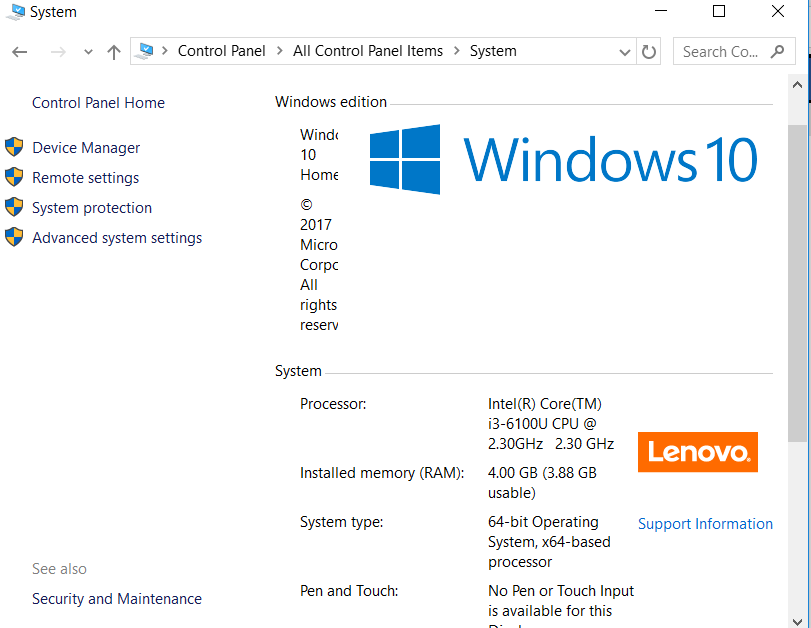 System
Control Panel > All Control Panel Items > System
Search Co...
Control Panel Home
Device Manager
Remote settings
System protection
Advanced system settings
See also
Security and Maintenance
Windows edition
Windo
10
Home
©
2017
Micro
Corpo
All
rights
reserv
Windows 10
System
Processor:
Intel(R) Core(TM)
i3-6100U CPU @
2.30GHz 2.30 GHz
Installed memory (RAM):
4.00 GB (3.88 GB
usable)
System type:
64-bit Operating
System, x64-based
processor
Pen and Touch:
No Pen or Touch Input
is available for this
Lenovo.
Support Information